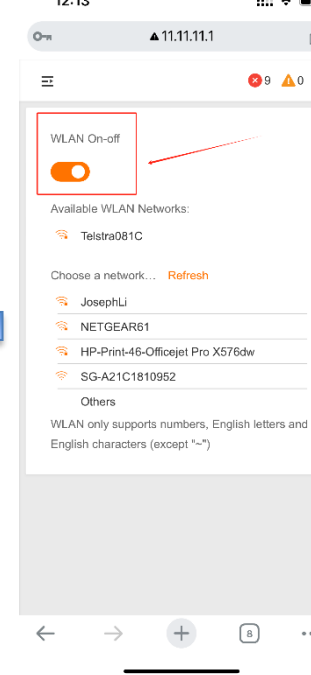 12:13
11.11.11.1
9 0
WLAN On-off
Available WLAN Networks:
Telstra081C
Choose a network... Refresh
JosephLi
NETGEAR61
HP-Print-46-Officejet Pro X576dw
SG-A21C1810952
Others
WLAN only supports numbers, English letters and
English characters (except "~")
8